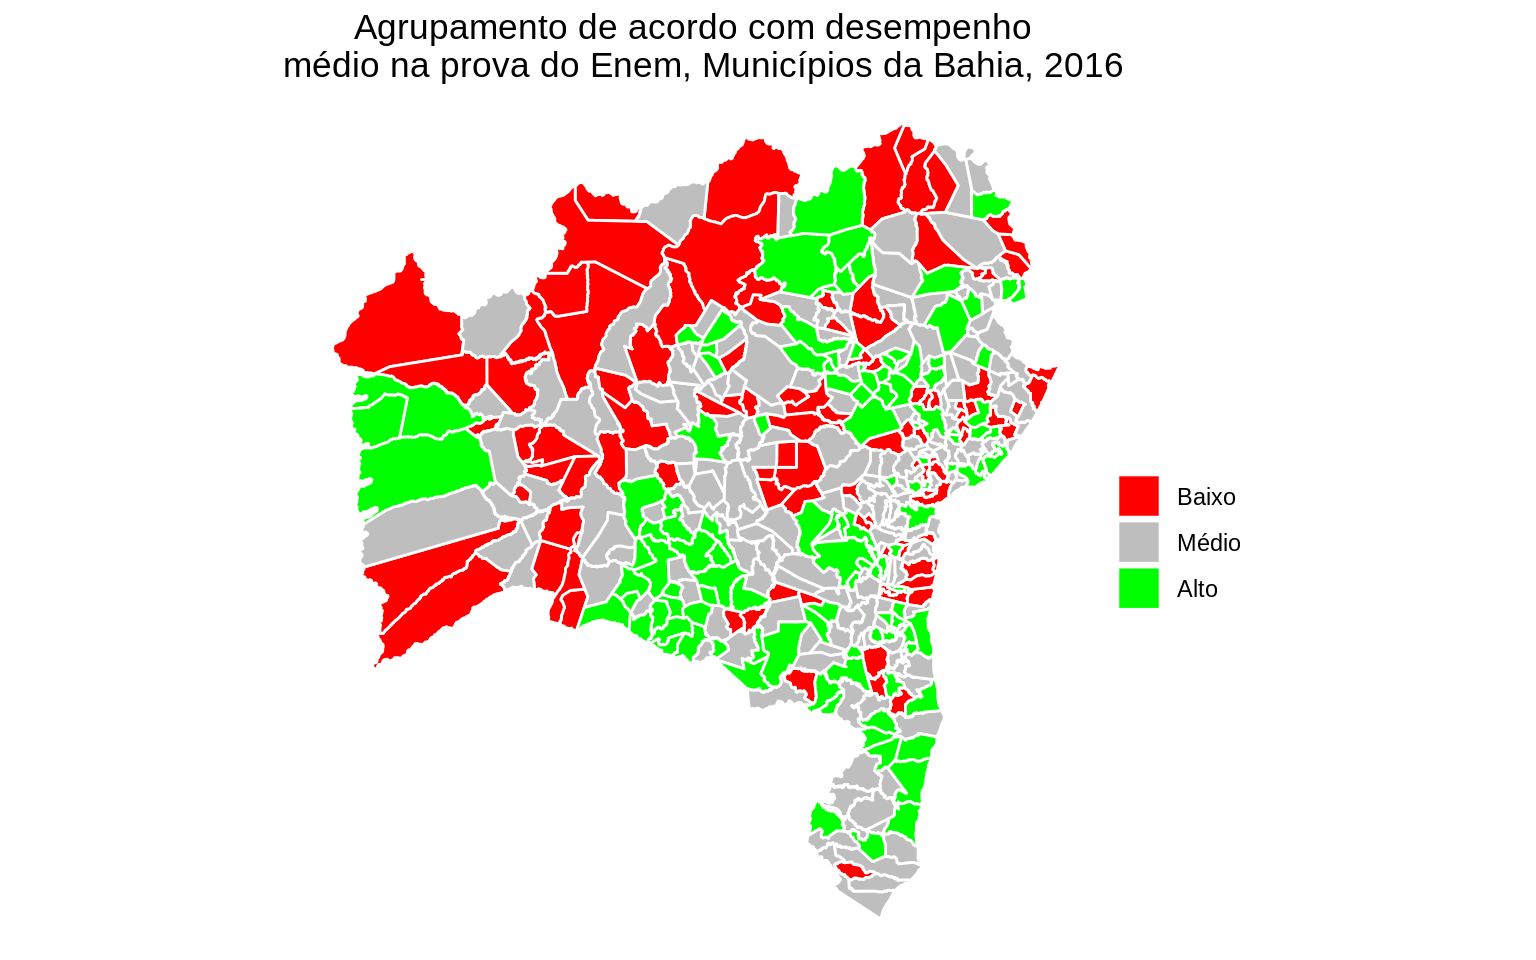 Agrupamento de acordo com desempenho
médio na prova do Enem, Municípios da Bahia, 2016
Baixo
Médio
Alto